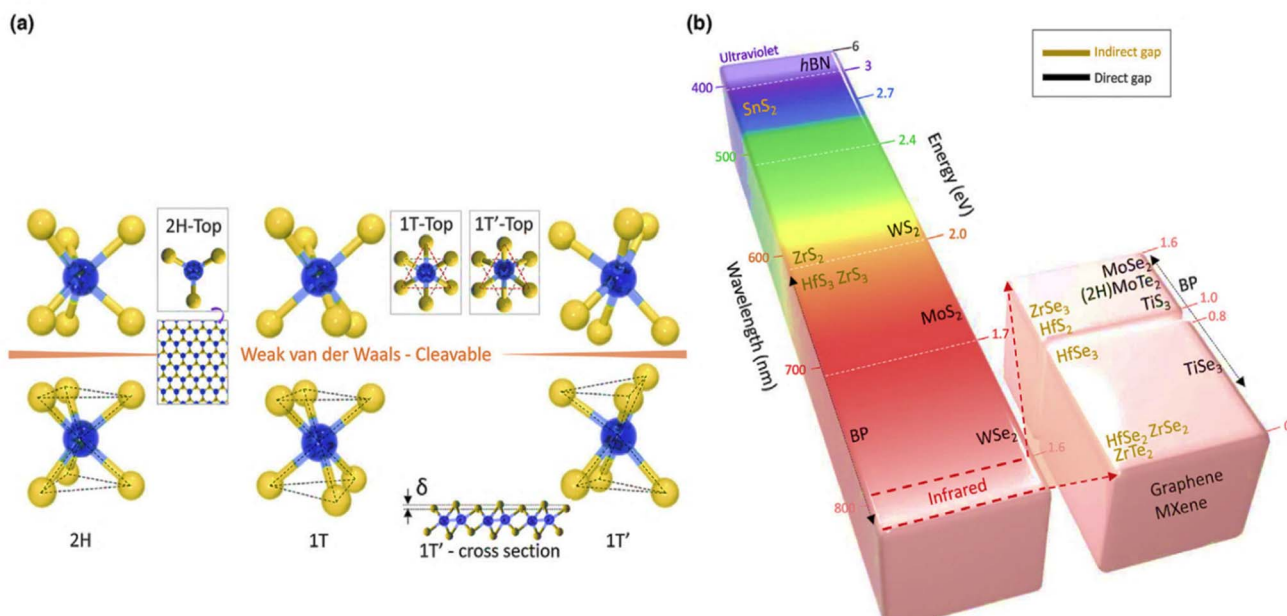 (a)
2H-Top
1T-Top
1T′-Top
Weak van der Waals - Cleavable
δ
1T′ - cross section
2H
1T
1T′
(b)
Indirect gap
Direct gap
Ultraviolet
6
hBN
3
400
SnS₂
2.7
500
2.4
Energy (eV)
WS₂
2.0
600
ZrS₂
HfS₃ ZrS₃
Wavelength (nm)
MoS₂
1.7
700
BP
WSe₂
1.6
Infrared
800
1.6
MoSe₂
(2H)MoTe₂
BP
TiS₃
1.0
0.8
ZrSe₃
HfS₂
HfSe₃
TiSe₃
HfSe₂ ZrSe₂
ZrTe₂
Graphene
MXene